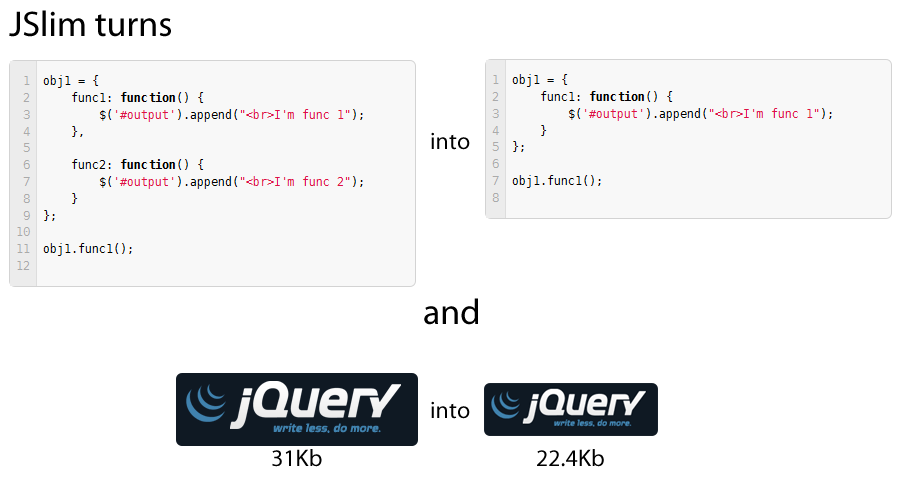 JSlim turns
1 obj1 = {
2     func1: function() {
3         $('#output').append("<br>I'm func 1");
4     },
5
6     func2: function() {
7         $('#output').append("<br>I'm func 2");
8     }
9 };
10
11 obj1.func1();
12
into
1 obj1 = {
2     func1: function() {
3         $('#output').append("<br>I'm func 1");
4     }
5 };
6
7 obj1.func1();
8
and
jQuery
write less, do more.
31Kb
into
jQuery
write less, do more.
22.4Kb